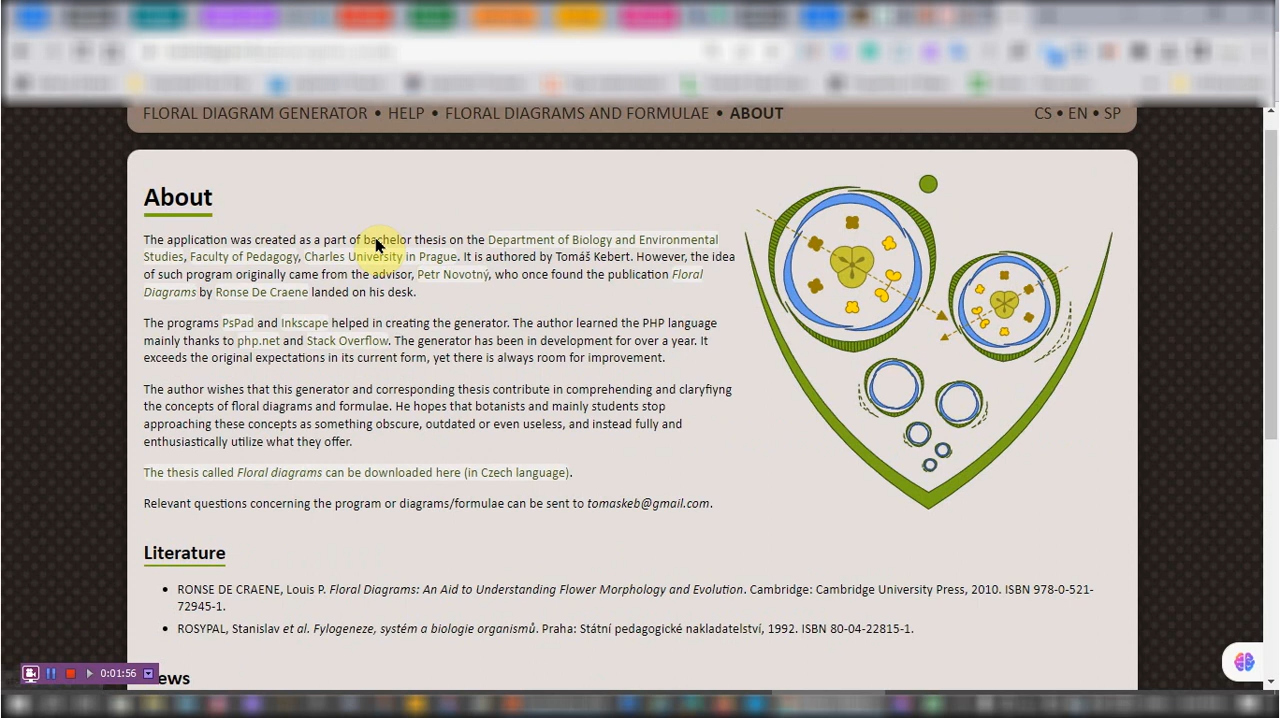 FLORAL DIAGRAM GENERATOR • HELP • FLORAL DIAGRAMS AND FORMULAE • ABOUT
CS • EN • SP
About
The application was created as a part of bachelor thesis on the Department of Biology and Environmental
Studies, Faculty of Pedagogy, Charles University in Prague. It is authored by Tomáš Kebert. However, the idea
of such program originally came from the advisor, Petr Novotný, who once found the publication Floral
Diagrams by Ronse De Craene landed on his desk.
The programs PsPad and Inkscape helped in creating the generator. The author learned the PHP language
mainly thanks to php.net and Stack Overflow. The generator has been in development for over a year. It
exceeds the original expectations in its current form, yet there is always room for improvement.
The author wishes that this generator and corresponding thesis contribute in comprehending and claryfiyng
the concepts of floral diagrams and formulae. He hopes that botanists and mainly students stop
approaching these concepts as something obscure, outdated or even useless, and instead fully and
enthusiastically utilize what they offer.
The thesis called Floral diagrams can be downloaded here (in Czech language).
Relevant questions concerning the program or diagrams/formulae can be sent to tomaskeb@gmail.com.
Literature
• RONSE DE CRAENE, Louis P. Floral Diagrams: An Aid to Understanding Flower Morphology and Evolution. Cambridge: Cambridge University Press, 2010. ISBN 978-0-521-
72945-1.
• ROSYPAL, Stanislav et al. Fylogeneze, systém a biologie organismů. Praha: Státní pedagogické nakladatelství, 1992. ISBN 80-04-22815-1.
0:01:56
ews